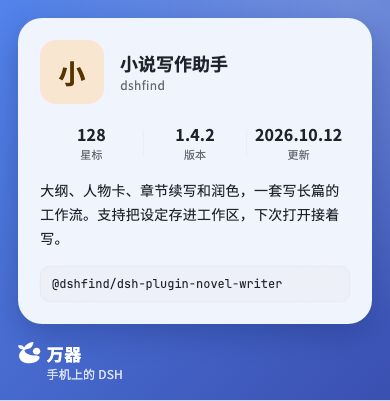 小
小说写作助手
dshfind
128
星标
1.4.2
版本
2026.10.12
更新
大纲、人物卡、章节续写和润色，一套写长篇的
工作流。支持把设定存进工作区，下次打开接着
写。
@dshfind/dsh-plugin-novel-writer
万器
手机上的 DSH